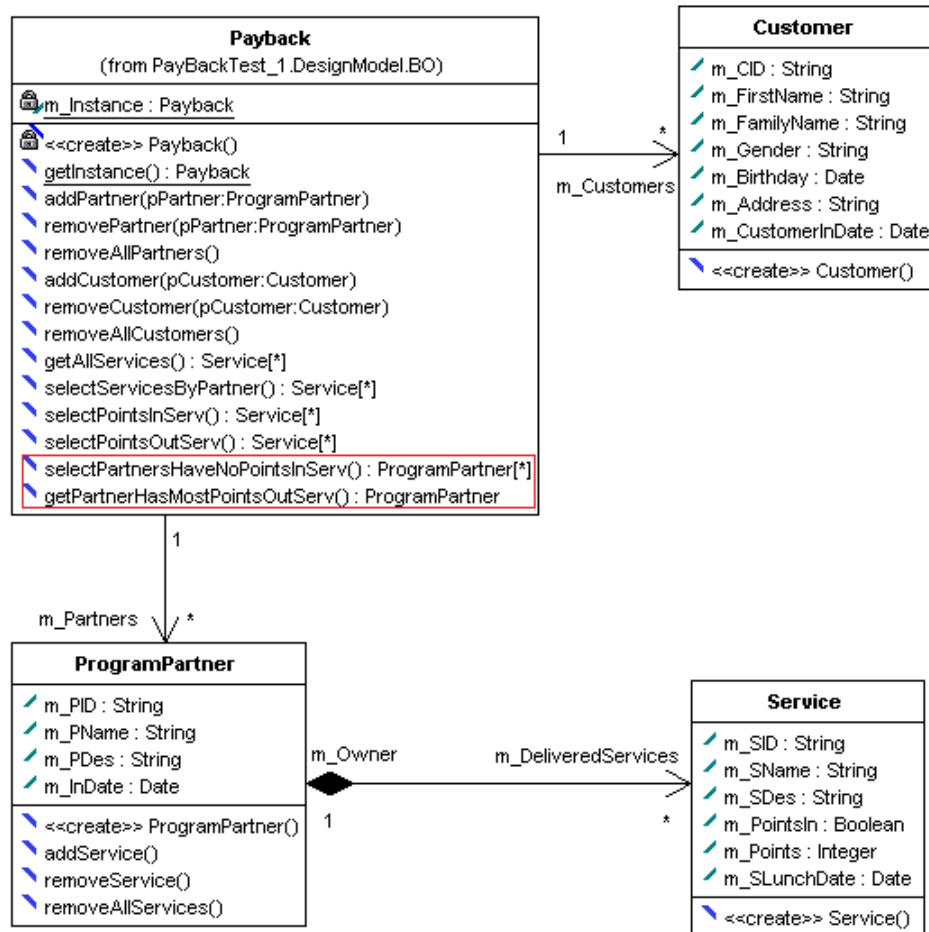 Payback
(from PayBackTest_1.DesignModel.BO)
m_Instance : Payback
<<create>> Payback()
getInstance() : Payback
addPartner(pPartner:ProgramPartner)
removePartner(pPartner:ProgramPartner)
removeAllPartners()
addCustomer(pCustomer:Customer)
removeCustomer(pCustomer:Customer)
removeAllCustomers()
getAllServices() : Service[*]
selectServicesByPartner() : Service[*]
selectPointsInServ() : Service[*]
selectPointsOutServ() : Service[*]
selectPartnersHaveNoPointsInServ() : ProgramPartner[*]
getPartnerHasMostPointsOutServ() : ProgramPartner
1 *
m_Customers
Customer
m_CID : String
m_FirstName : String
m_FamilyName : String
m_Gender : String
m_Birthday : Date
m_Address : String
m_CustomerInDate : Date
<<create>> Customer()
1
m_Partners *
ProgramPartner
m_PID : String
m_PName : String
m_PDes : String
m_InDate : Date
<<create>> ProgramPartner()
addService()
removeService()
removeAllServices()
m_Owner m_DeliveredServices
1 *
Service
m_SID : String
m_SName : String
m_SDes : String
m_PointsIn : Boolean
m_Points : Integer
m_SLunchDate : Date
<<create>> Service()